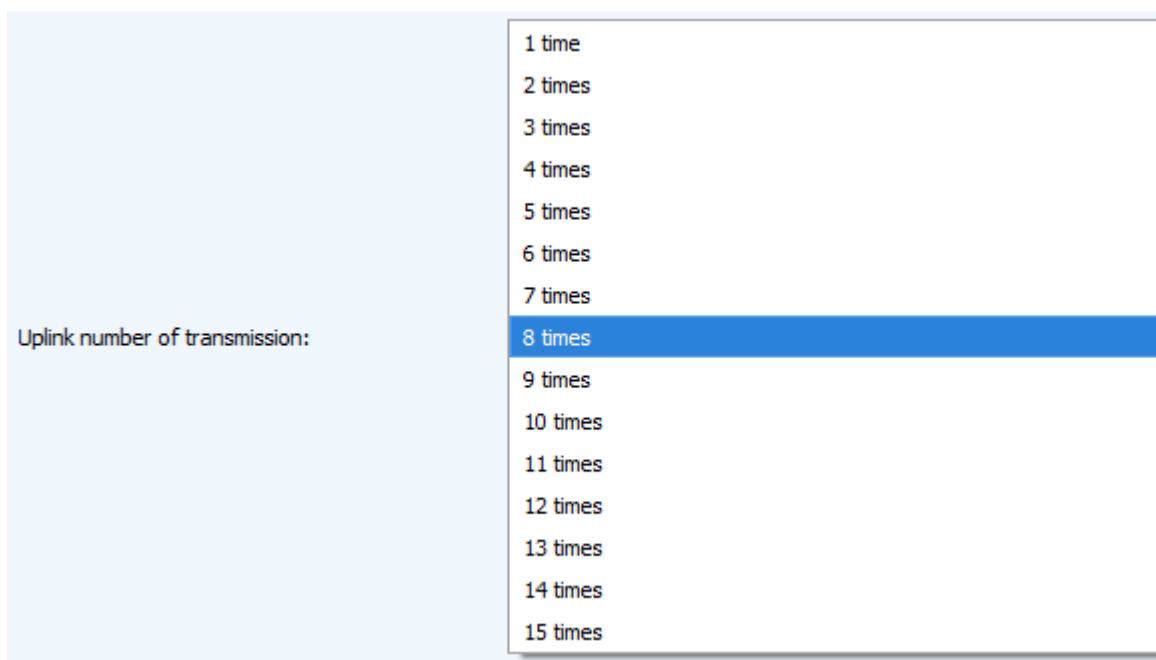 1 time
2 times
3 times
4 times
5 times
6 times
7 times
Uplink number of transmission: 8 times
9 times
10 times
11 times
12 times
13 times
14 times
15 times